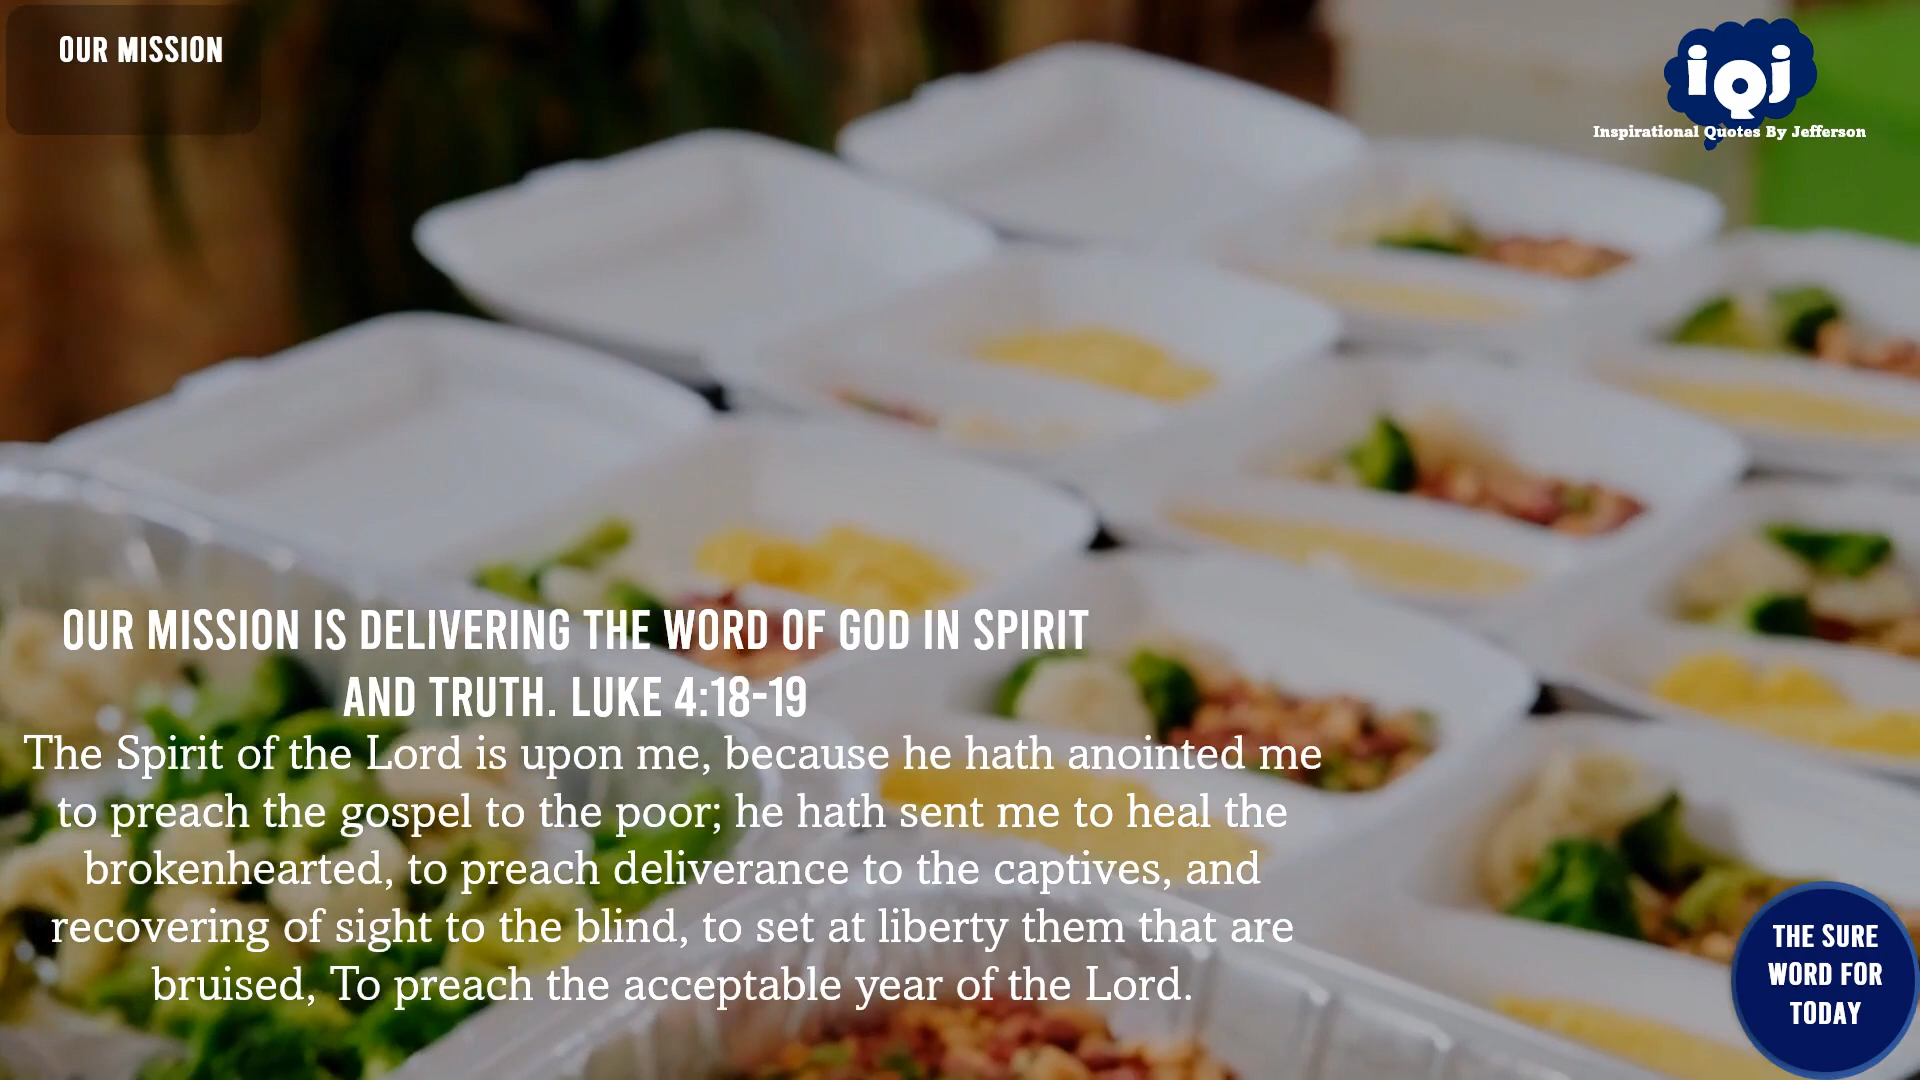 OUR MISSION
iQj
Inspirational Quotes By Jefferson
OUR MISSION IS DELIVERING THE WORD OF GOD IN SPIRIT
AND TRUTH. LUKE 4:18-19
The Spirit of the Lord is upon me, because he hath anointed me
to preach the gospel to the poor; he hath sent me to heal the
brokenhearted, to preach deliverance to the captives, and
recovering of sight to the blind, to set at liberty them that are
bruised, To preach the acceptable year of the Lord.
THE SURE
WORD FOR
TODAY